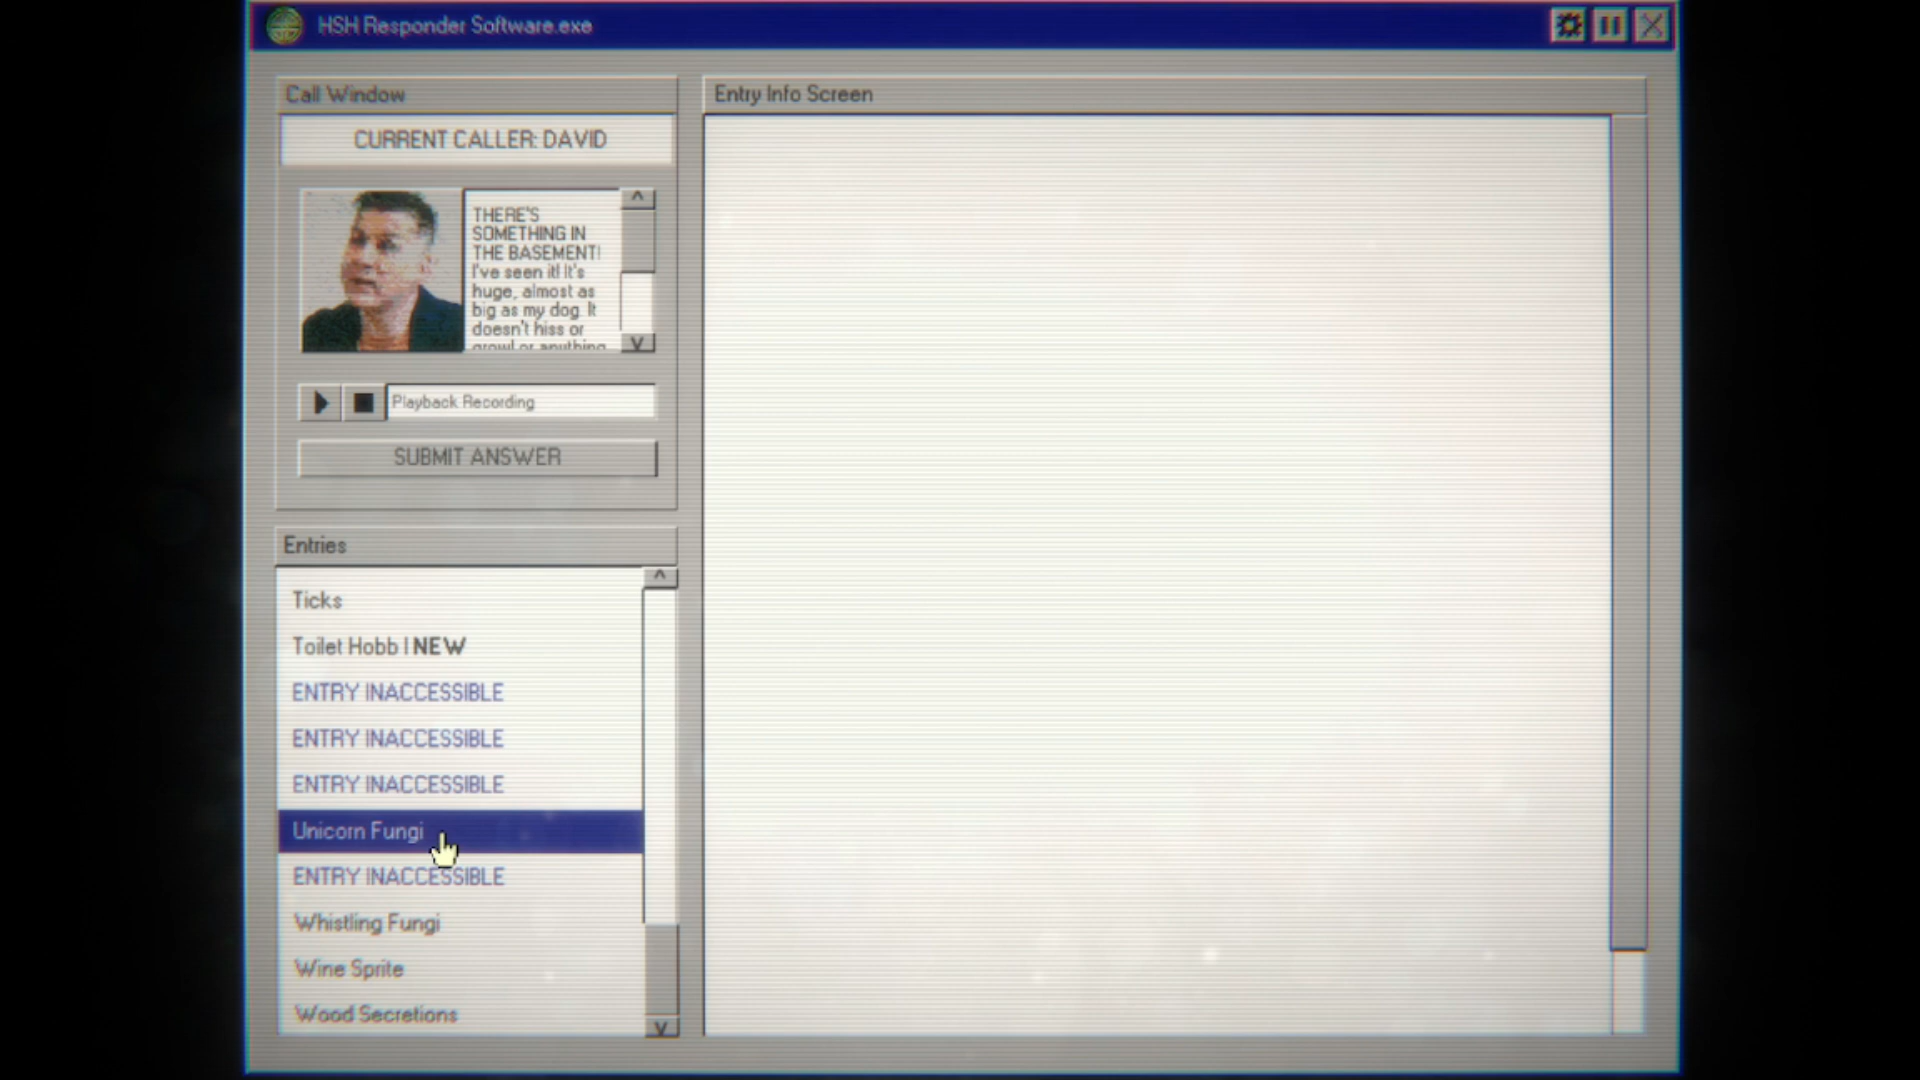 HSH Responder Software.exe
Call Window
CURRENT CALLER: DAVID
THERE'S
SOMETHING IN
THE BASEMENT!
I've seen it! It's
huge, almost as
big as my dog. It
doesn't hiss or
growl or anything
Playback Recording
SUBMIT ANSWER
Entries
Ticks
Toilet Hobb | NEW
ENTRY INACCESSIBLE
ENTRY INACCESSIBLE
ENTRY INACCESSIBLE
Unicorn Fungi
ENTRY INACCESSIBLE
Whistling Fungi
Wine Sprite
Wood Secretions
Entry Info Screen